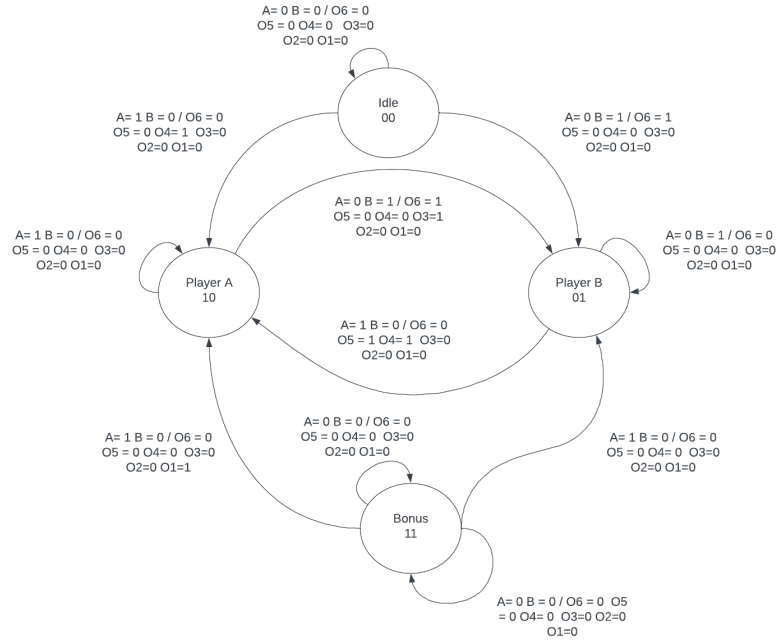 A= 0 B = 0 / O6 = 0
O5 = 0 O4= 0 O3=0
O2=0 O1=0
Idle
00
A= 1 B = 0 / O6 = 0
O5 = 0 O4= 1 O3=0
O2=0 O1=0
A= 0 B = 1 / O6 = 1
O5 = 0 O4= 0 O3=0
O2=0 O1=0
A= 0 B = 1 / O6 = 1
O5 = 0 O4= 0 O3=1
O2=0 O1=0
A= 1 B = 0 / O6 = 0
O5 = 0 O4= 0 O3=0
O2=0 O1=0
Player A
10
Player B
01
A= 0 B = 1 / O6 = 0
O5 = 0 O4= 0 O3=0
O2=0 O1=0
A= 1 B = 0 / O6 = 0
O5 = 1 O4= 1 O3=0
O2=0 O1=0
A= 0 B = 0 / O6 = 0
O5 = 0 O4= 0 O3=0
O2=0 O1=0
A= 1 B = 0 / O6 = 0
O5 = 0 O4= 0 O3=0
O2=0 O1=1
A= 1 B = 0 / O6 = 0
O5 = 0 O4= 0 O3=0
O2=0 O1=0
Bonus
11
A= 0 B = 0 / O6 = 0 O5
= 0 O4= 0 O3=0 O2=0
O1=0